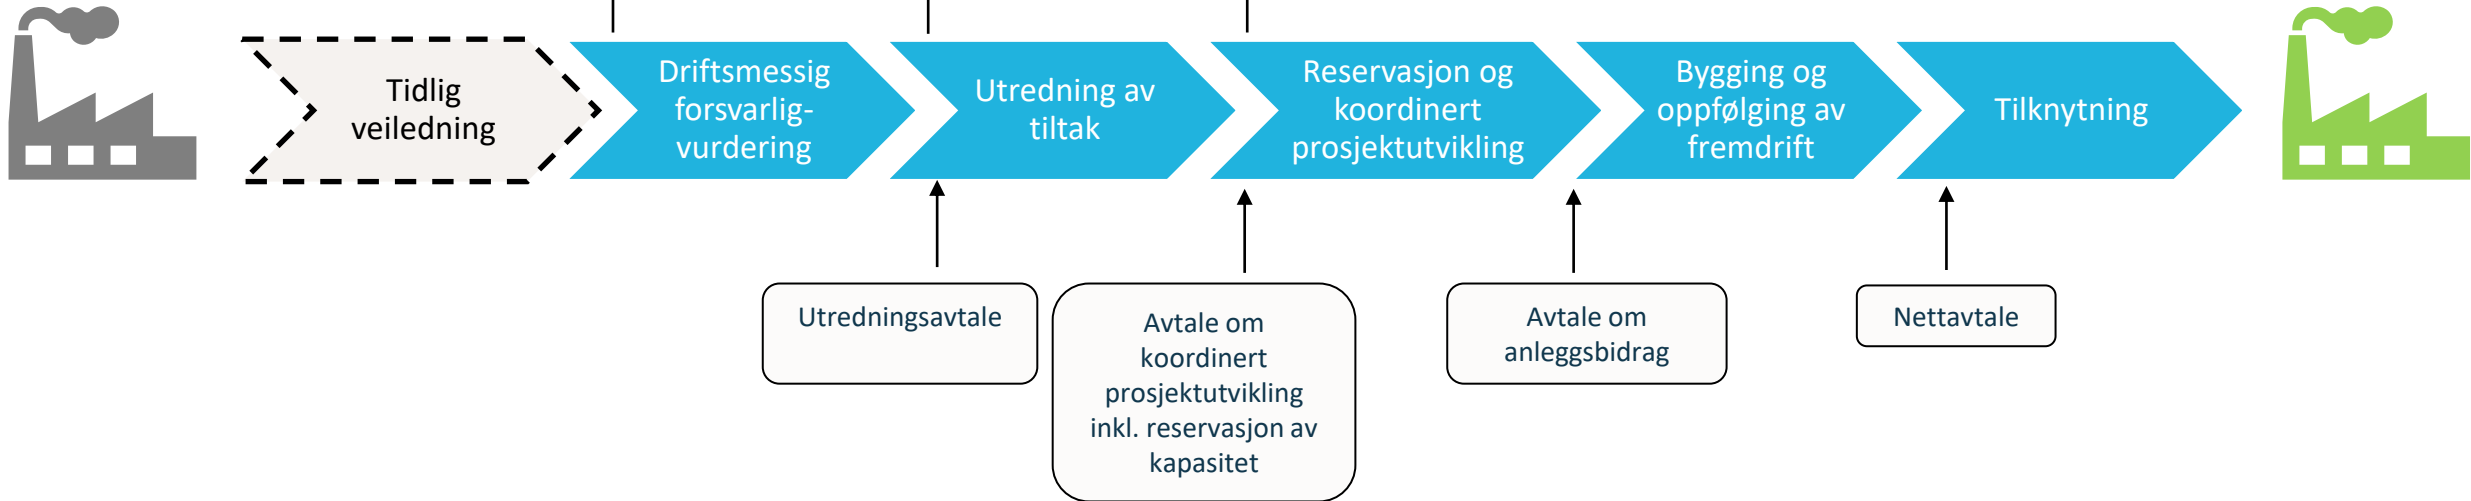 Tidlig
veiledning
Driftsmessig
forsvarlig-
vurdering
Utredning av
tiltak
Reservasjon og
koordinert
prosjektutvikling
Bygging og
oppfølging av
fremdrift
Tilknytning
Utredningsavtale
Avtale om
koordinert
prosjektutvikling
inkl. reservasjon av
kapasitet
Avtale om
anleggsbidrag
Nettavtale